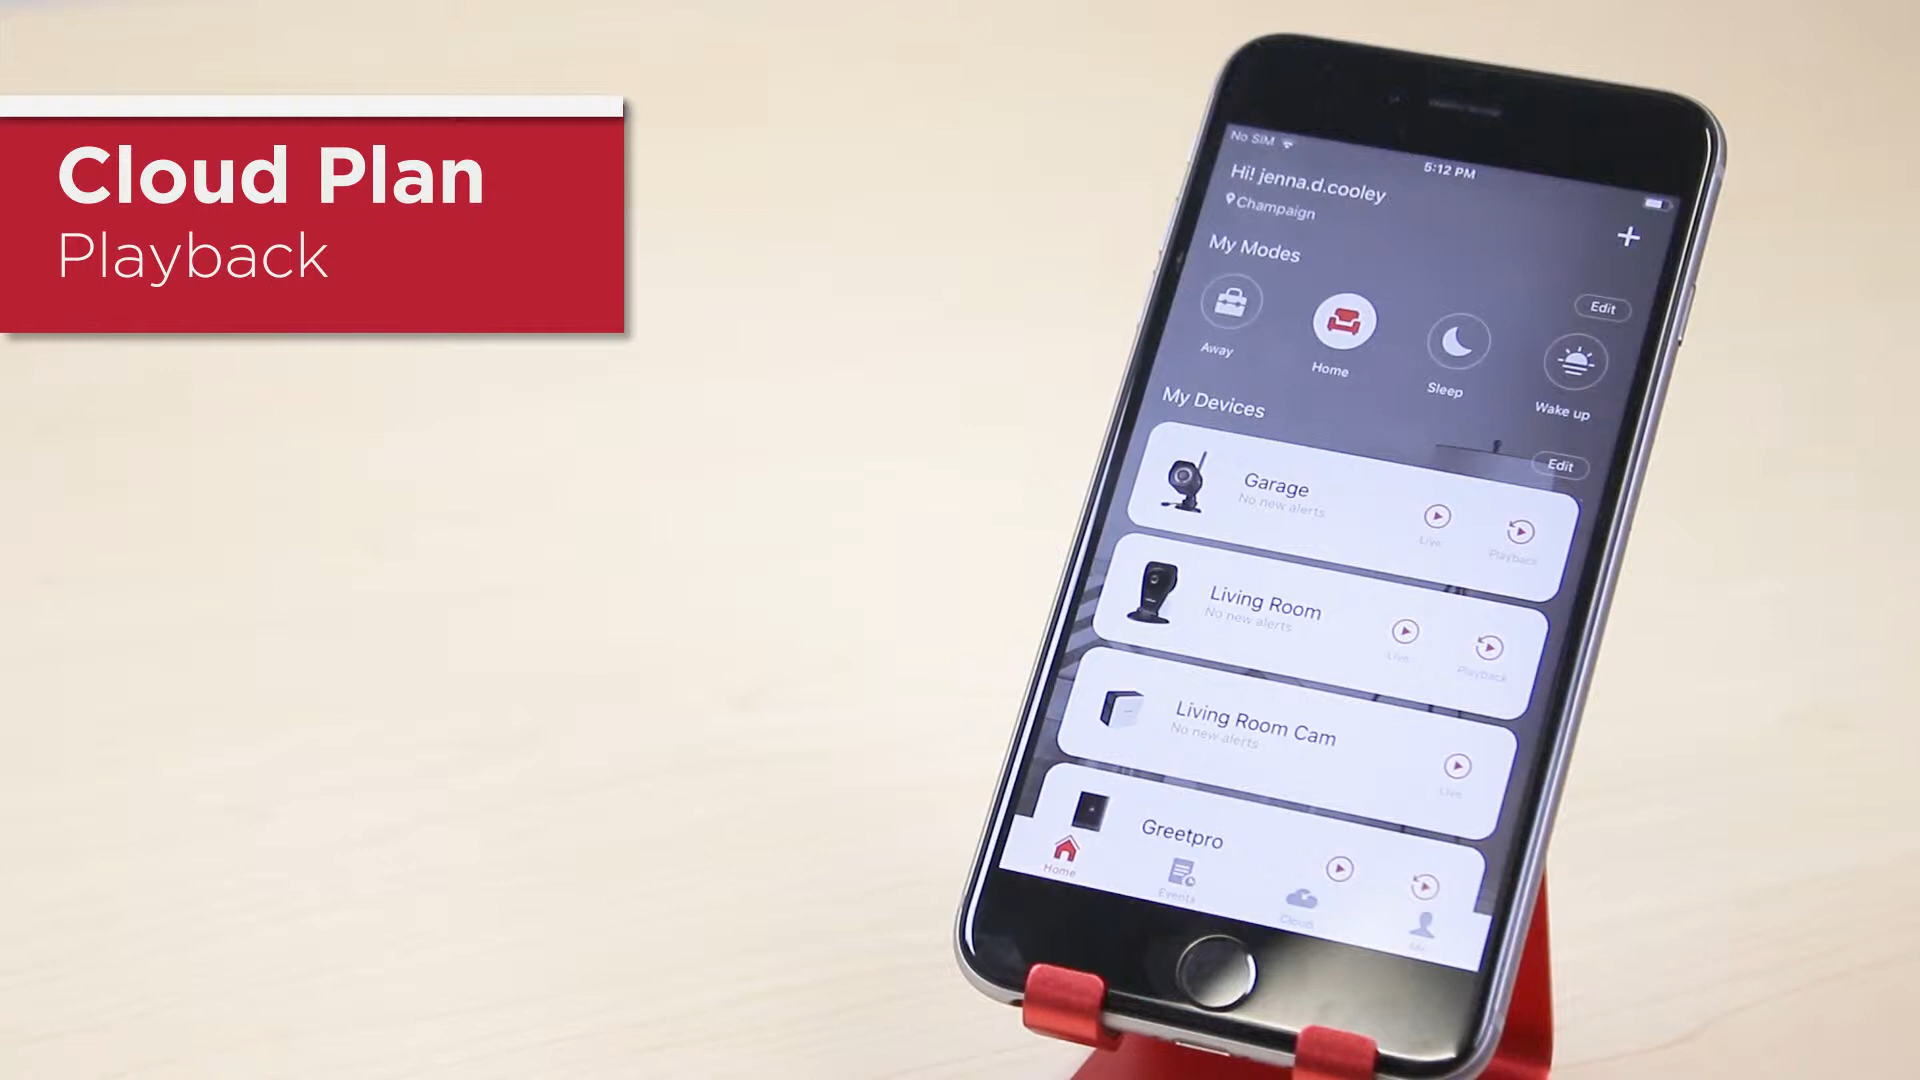 Cloud Plan
Playback
No SIM
5:12 PM
Hi! jenna.d.cooley
Champaign
My Modes
Edit
Away
Home
Sleep
Wake up
My Devices
Edit
Garage
No new alerts
Live
Playback
Living Room
No new alerts
Live
Playback
Living Room Cam
No new alerts
Live
Greetpro
Home
Events
Cloud